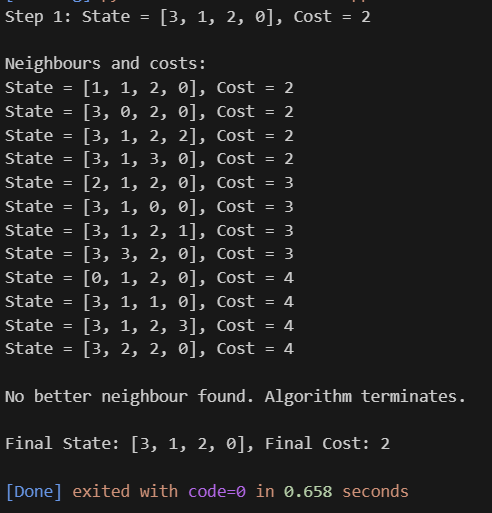 Step 1: State = [3, 1, 2, 0], Cost = 2
Neighbours and costs:
State = [1, 1, 2, 0], Cost = 2
State = [3, 0, 2, 0], Cost = 2
State = [3, 1, 2, 2], Cost = 2
State = [3, 1, 3, 0], Cost = 2
State = [2, 1, 2, 0], Cost = 3
State = [3, 1, 0, 0], Cost = 3
State = [3, 1, 2, 1], Cost = 3
State = [3, 3, 2, 0], Cost = 3
State = [0, 1, 2, 0], Cost = 4
State = [3, 1, 1, 0], Cost = 4
State = [3, 1, 2, 3], Cost = 4
State = [3, 2, 2, 0], Cost = 4
No better neighbour found. Algorithm terminates.
Final State: [3, 1, 2, 0], Final Cost: 2
[Done] exited with code=0 in 0.658 seconds